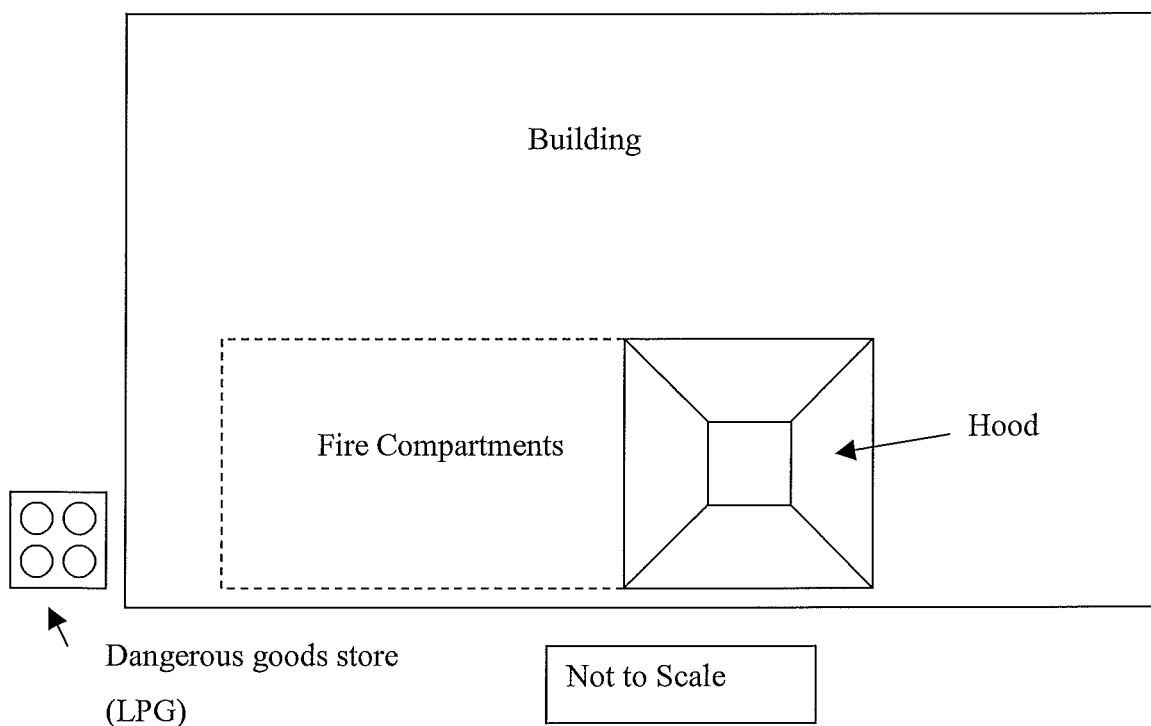 Building
Hood
Fire Compartments
Dangerous goods store
(LPG)
Not to Scale